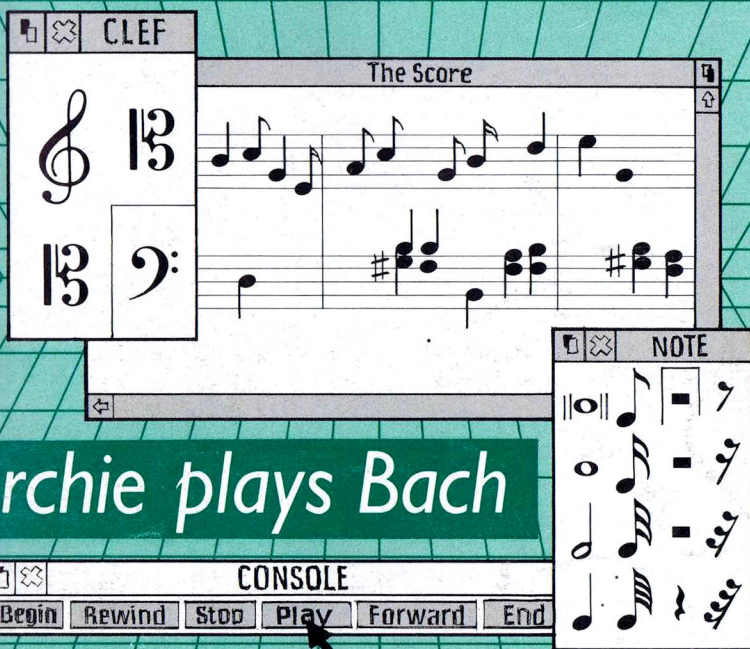 CLEF
The Score
NOTE
rchie plays Bach
CONSOLE
Begin Rewind Stop Play Forward End